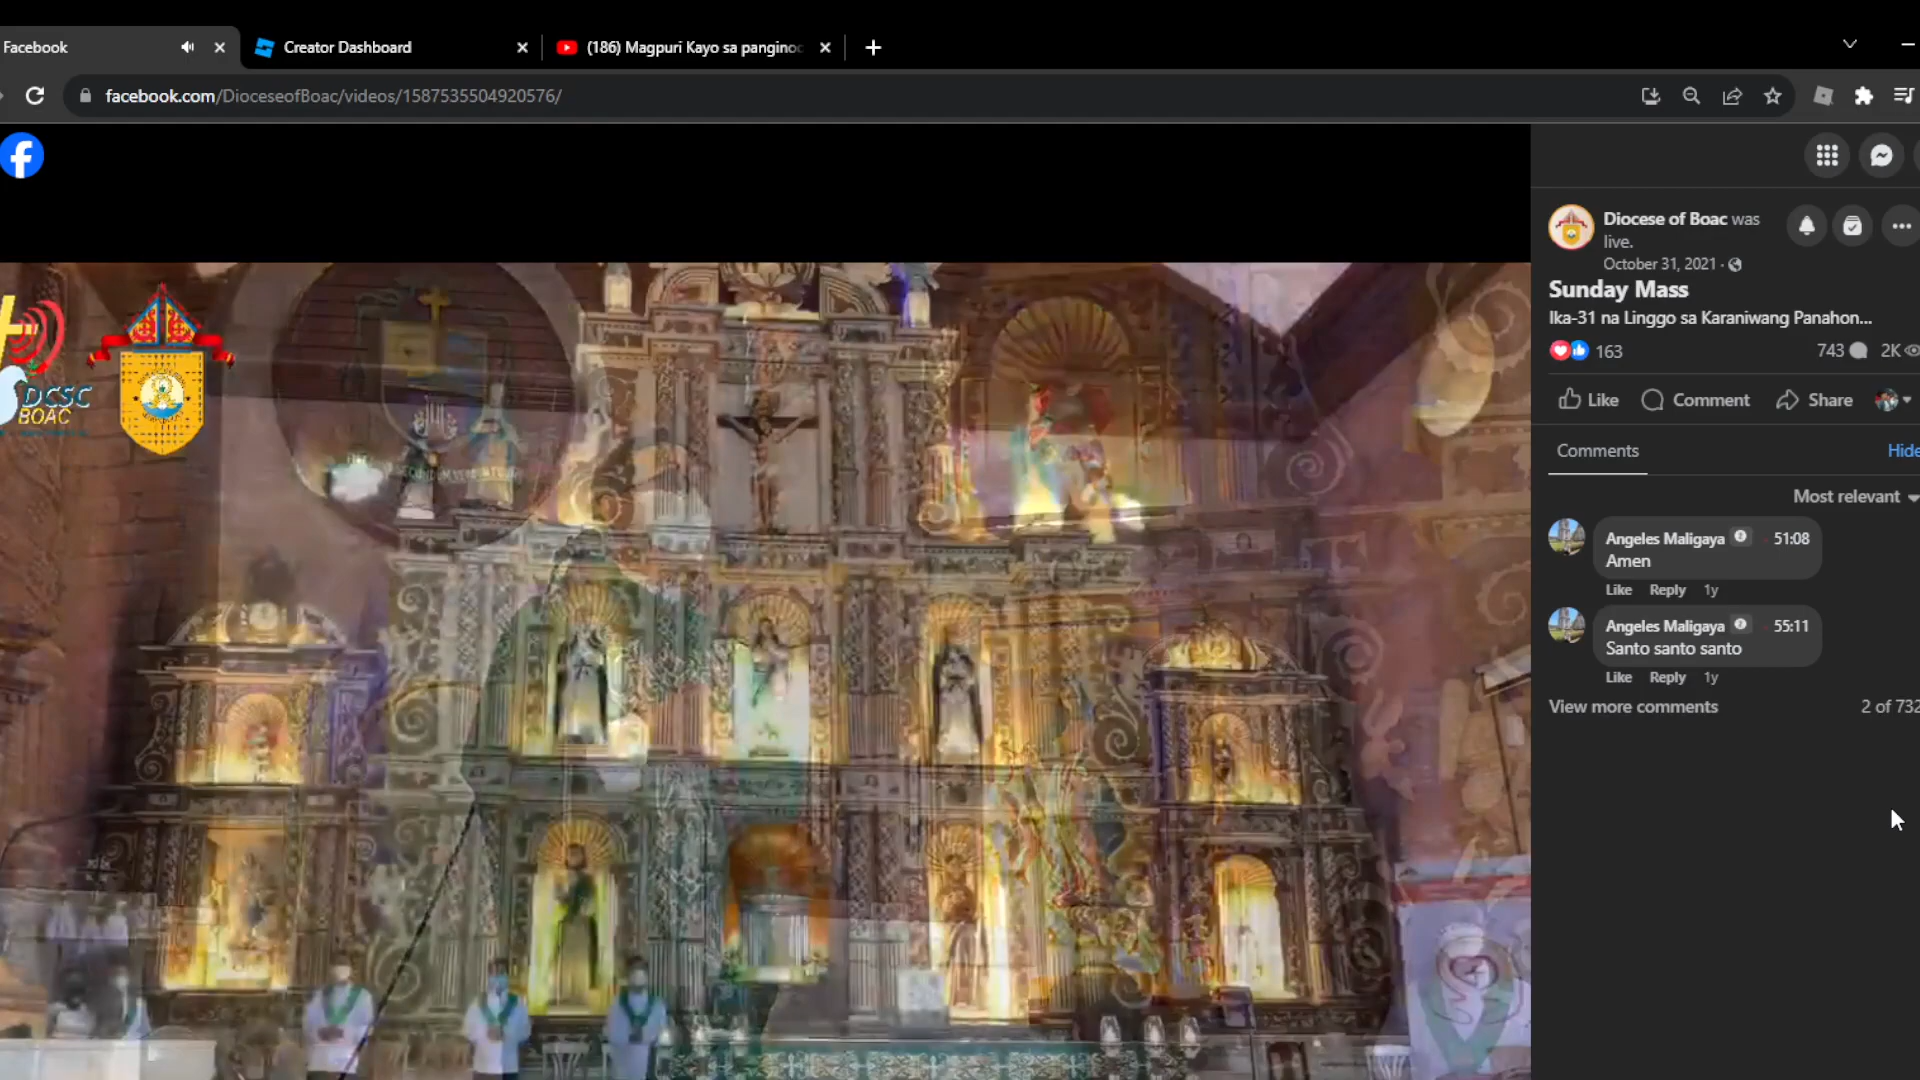 Facebook
Creator Dashboard
(186) Magpuri Kayo sa panginoo
facebook.com/DioceseofBoac/videos/1587535504920576/
Diocese of Boac was
live.
October 31, 2021 ·
Sunday Mass
Ika-31 na Linggo sa Karaniwang Panahon...
163
743
2K
Like
Comment
Share
Comments
Hide
Most relevant
Angeles Maligaya 51:08
Amen
Like Reply 1y
Angeles Maligaya 55:11
Santo santo santo
Like Reply 1y
View more comments
2 of 732
DCSC
BOAC